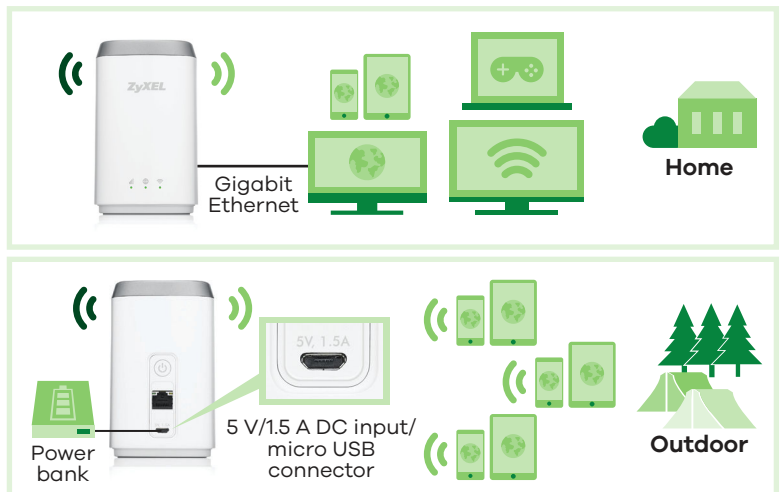 ZyXEL
Gigabit
Ethernet
Home
5V, 1.5A
5 V/1.5 A DC input/
micro USB
connector
Power
bank
Outdoor